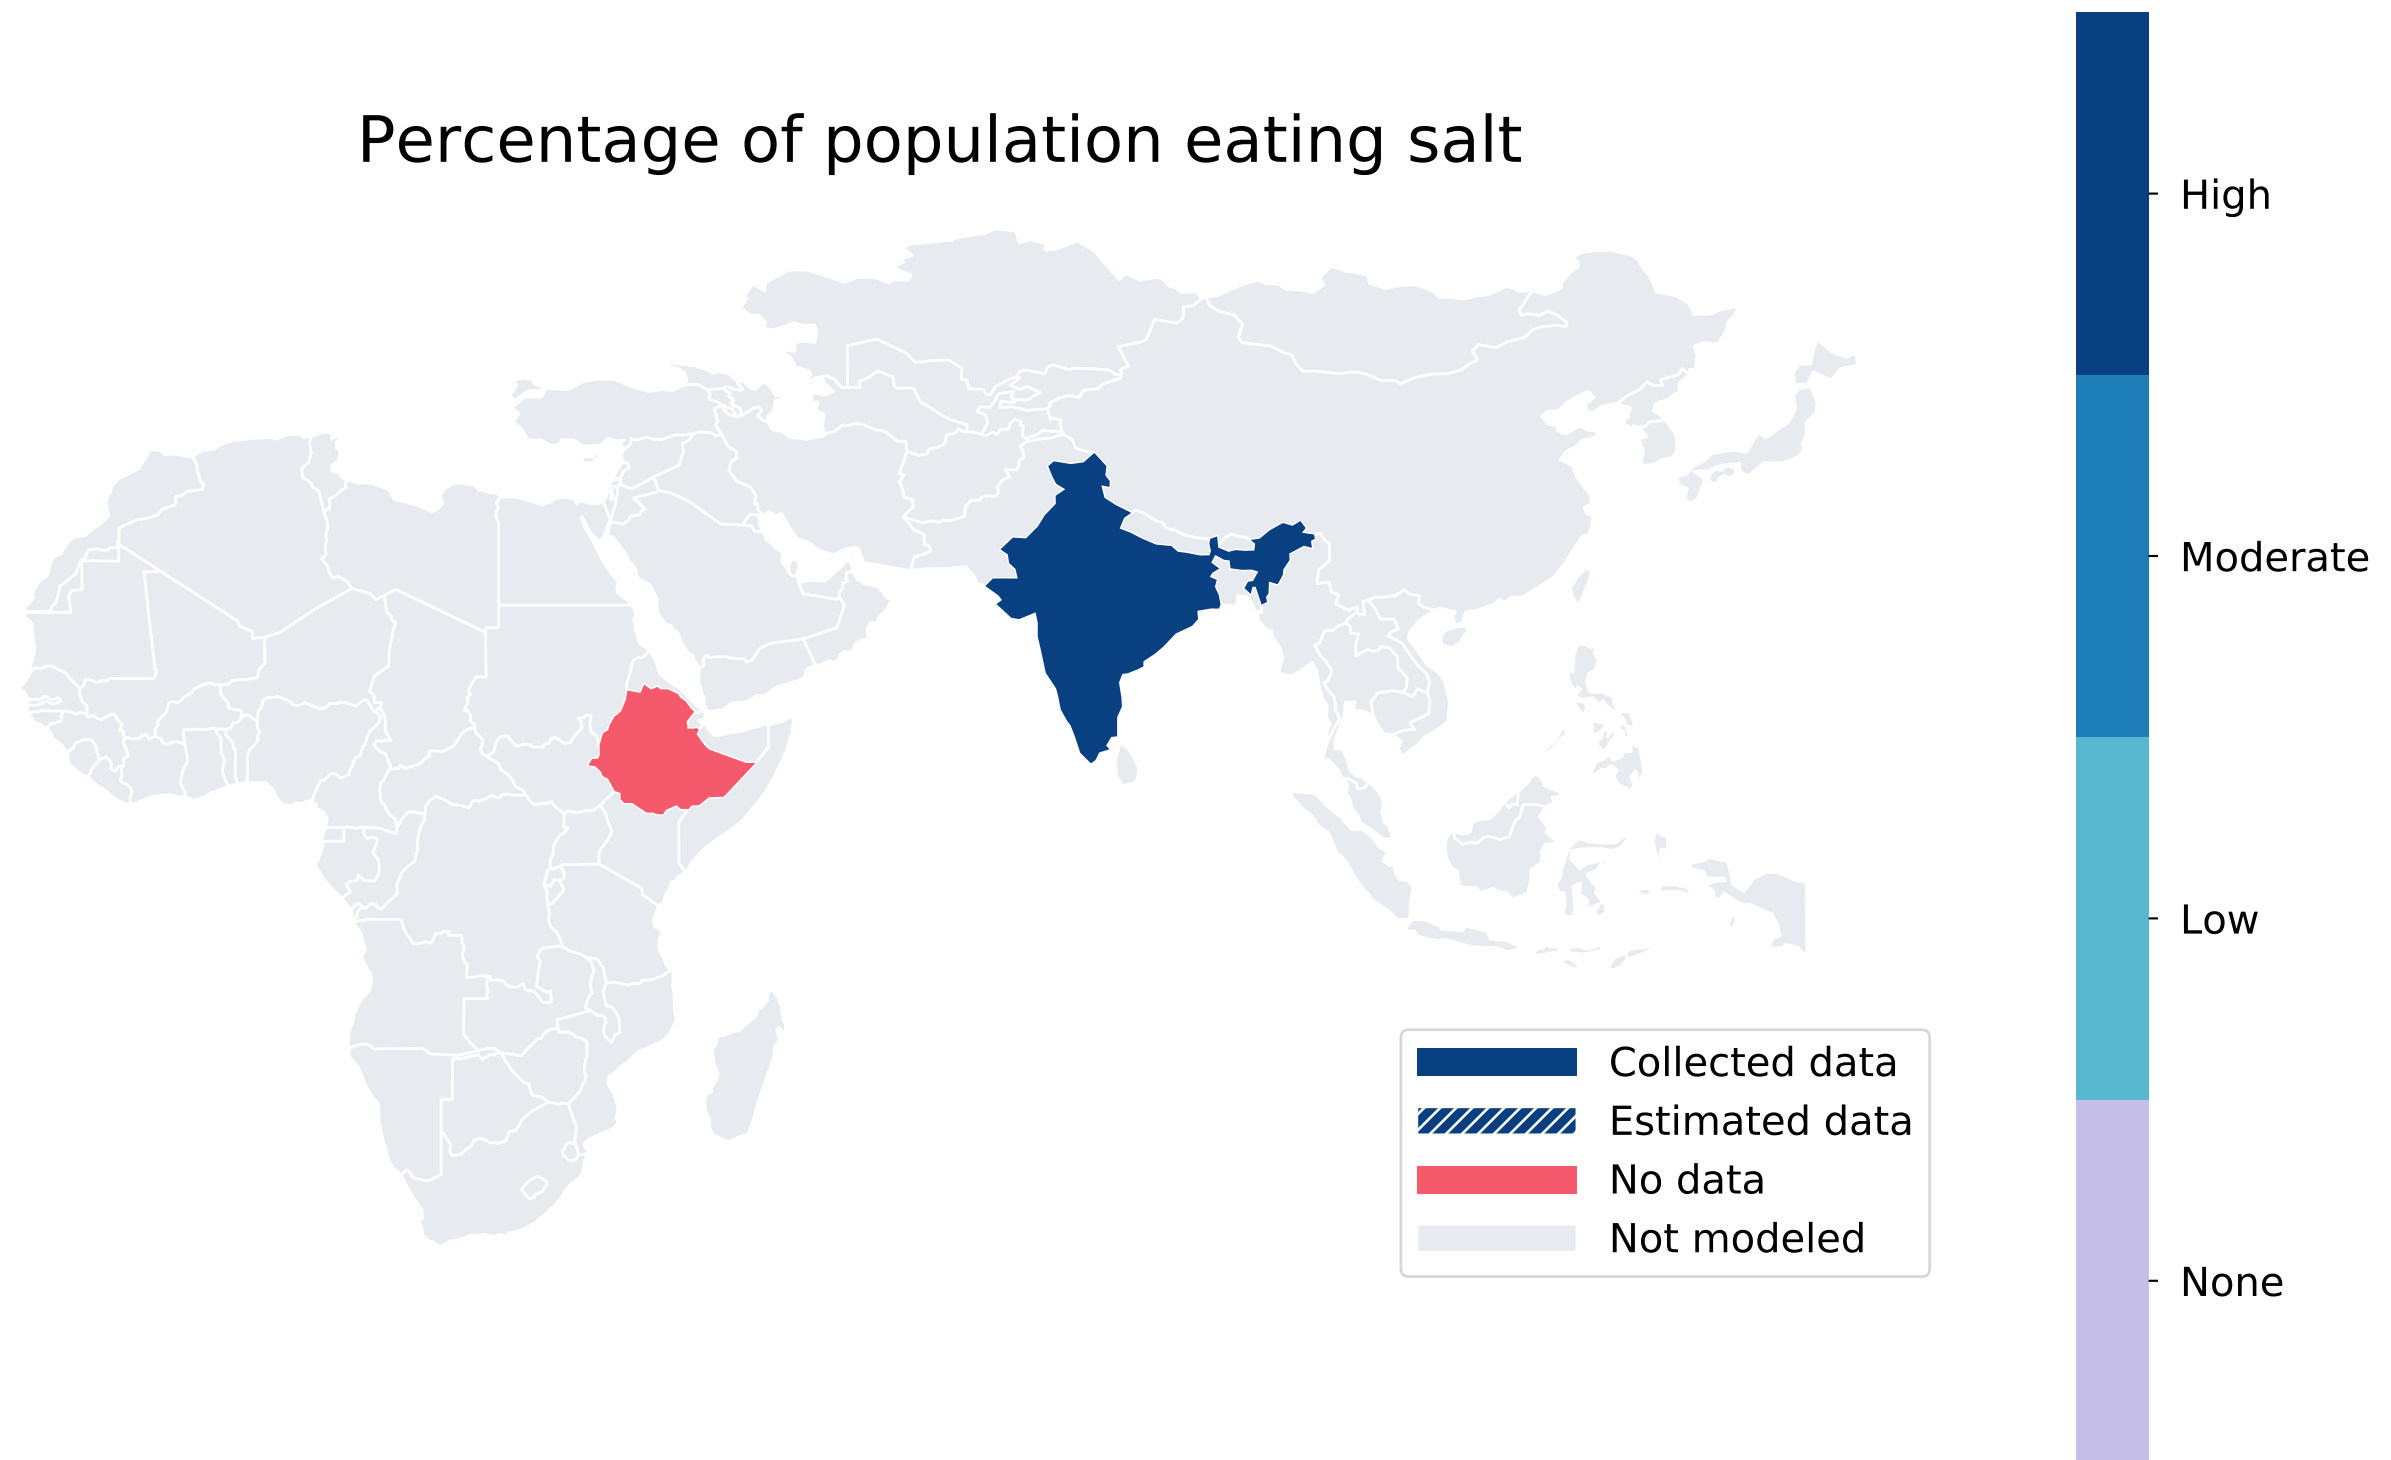 Percentage of population eating salt
High
Moderate
Low
None
Collected data
Estimated data
No data
Not modeled